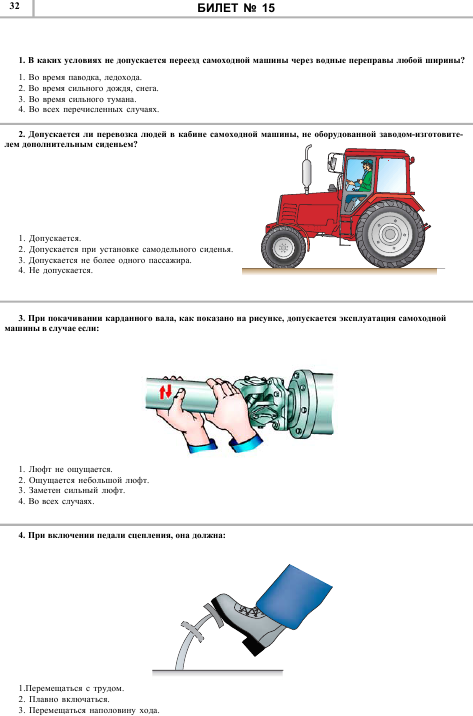 32
БИЛЕТ № 15
1. В каких условиях не допускается переезд самоходной машины через водные переправы любой ширины?
1. Во время паводка, ледохода.
2. Во время сильного дождя, снега.
3. Во время сильного тумана.
4. Во всех перечисленных случаях.
2. Допускается ли перевозка людей в кабине самоходной машины, не оборудованной заводом-изготовите-
лем дополнительным сиденьем?
1. Допускается.
2. Допускается при установке самодельного сиденья.
3. Допускается не более одного пассажира.
4. Не допускается.
3. При покачивании карданного вала, как показано на рисунке, допускается эксплуатация самоходной
машины в случае если:
1. Люфт не ощущается.
2. Ощущается небольшой люфт.
3. Заметен сильный люфт.
4. Во всех случаях.
4. При включении педали сцепления, она должна:
1.Перемещаться с трудом.
2. Плавно включаться.
3. Перемещаться наполовину хода.